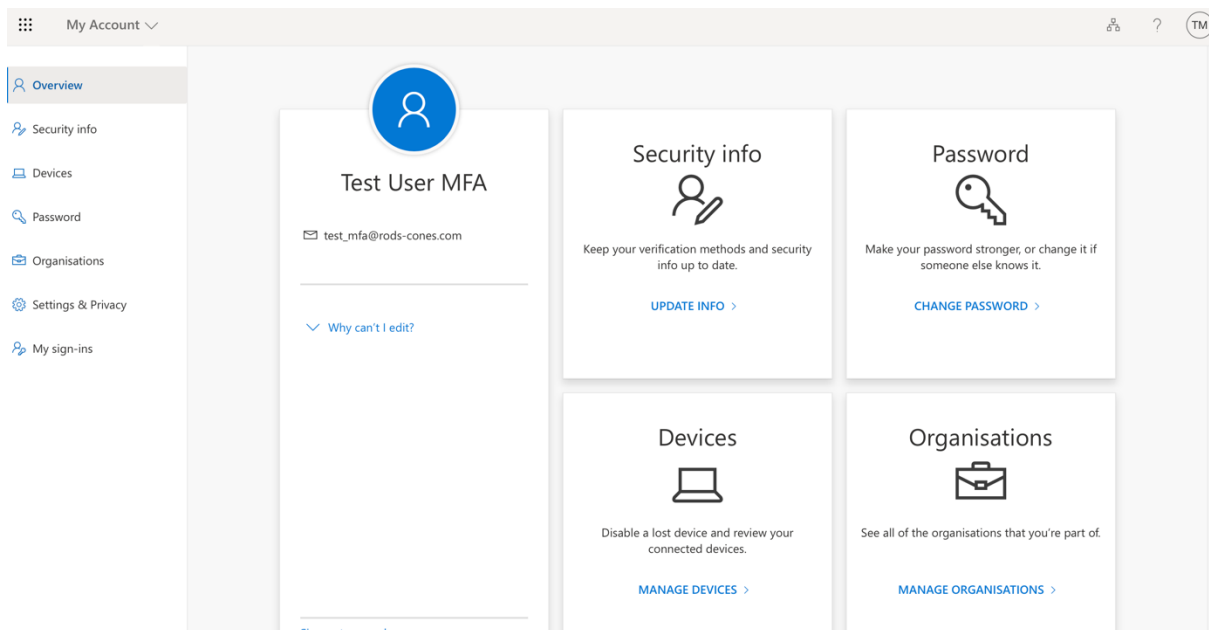 My Account
?
TM
Overview
Security info
Devices
Password
Organisations
Settings & Privacy
My sign-ins
Test User MFA
test_mfa@rods-cones.com
Why can't I edit?
Security info
Keep your verification methods and security
info up to date.
UPDATE INFO
Password
Make your password stronger, or change it if
someone else knows it.
CHANGE PASSWORD
Devices
Disable a lost device and review your
connected devices.
MANAGE DEVICES
Organisations
See all of the organisations that you're part of.
MANAGE ORGANISATIONS